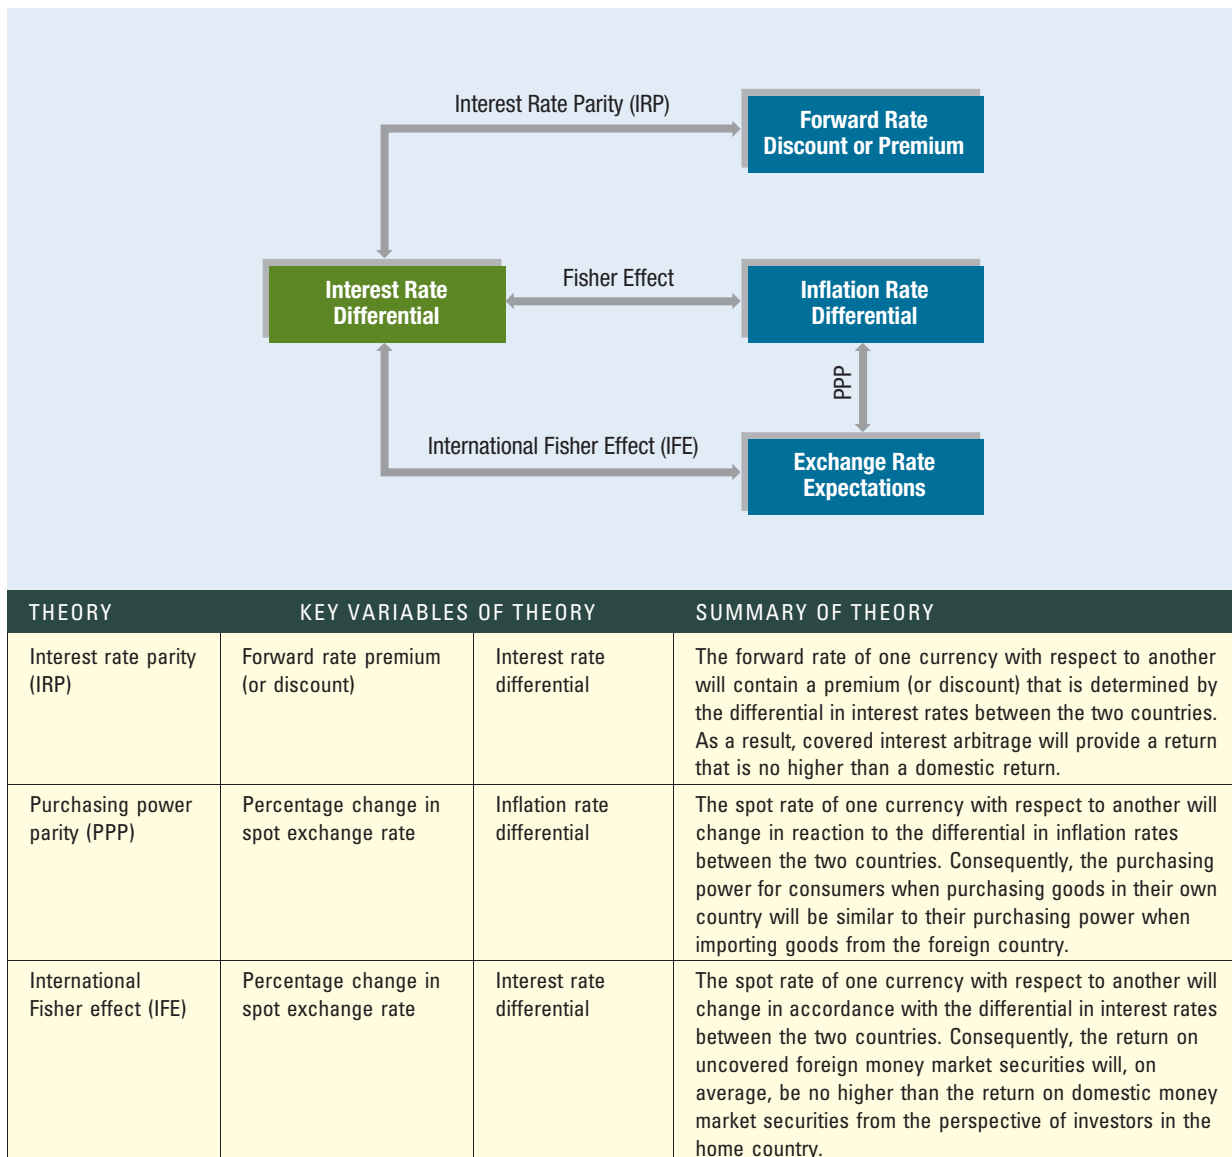 Interest Rate Parity (IRP)
Forward Rate
Discount or Premium
Interest Rate
Differential
Fisher Effect
Inflation Rate
Differential
PPP
International Fisher Effect (IFE)
Exchange Rate
Expectations
THEORY KEY VARIABLES OF THEORY SUMMARY OF THEORY
Interest rate parity
(IRP)
Forward rate premium
(or discount)
Interest rate
differential
The forward rate of one currency with respect to another
will contain a premium (or discount) that is determined by
the differential in interest rates between the two countries.
As a result, covered interest arbitrage will provide a return
that is no higher than a domestic return.
Purchasing power
parity (PPP)
Percentage change in
spot exchange rate
Inflation rate
differential
The spot rate of one currency with respect to another will
change in reaction to the differential in inflation rates
between the two countries. Consequently, the purchasing
power for consumers when purchasing goods in their own
country will be similar to their purchasing power when
importing goods from the foreign country.
International
Fisher effect (IFE)
Percentage change in
spot exchange rate
Interest rate
differential
The spot rate of one currency with respect to another will
change in accordance with the differential in interest rates
between the two countries. Consequently, the return on
uncovered foreign money market securities will, on
average, be no higher than the return on domestic money
market securities from the perspective of investors in the
home country.